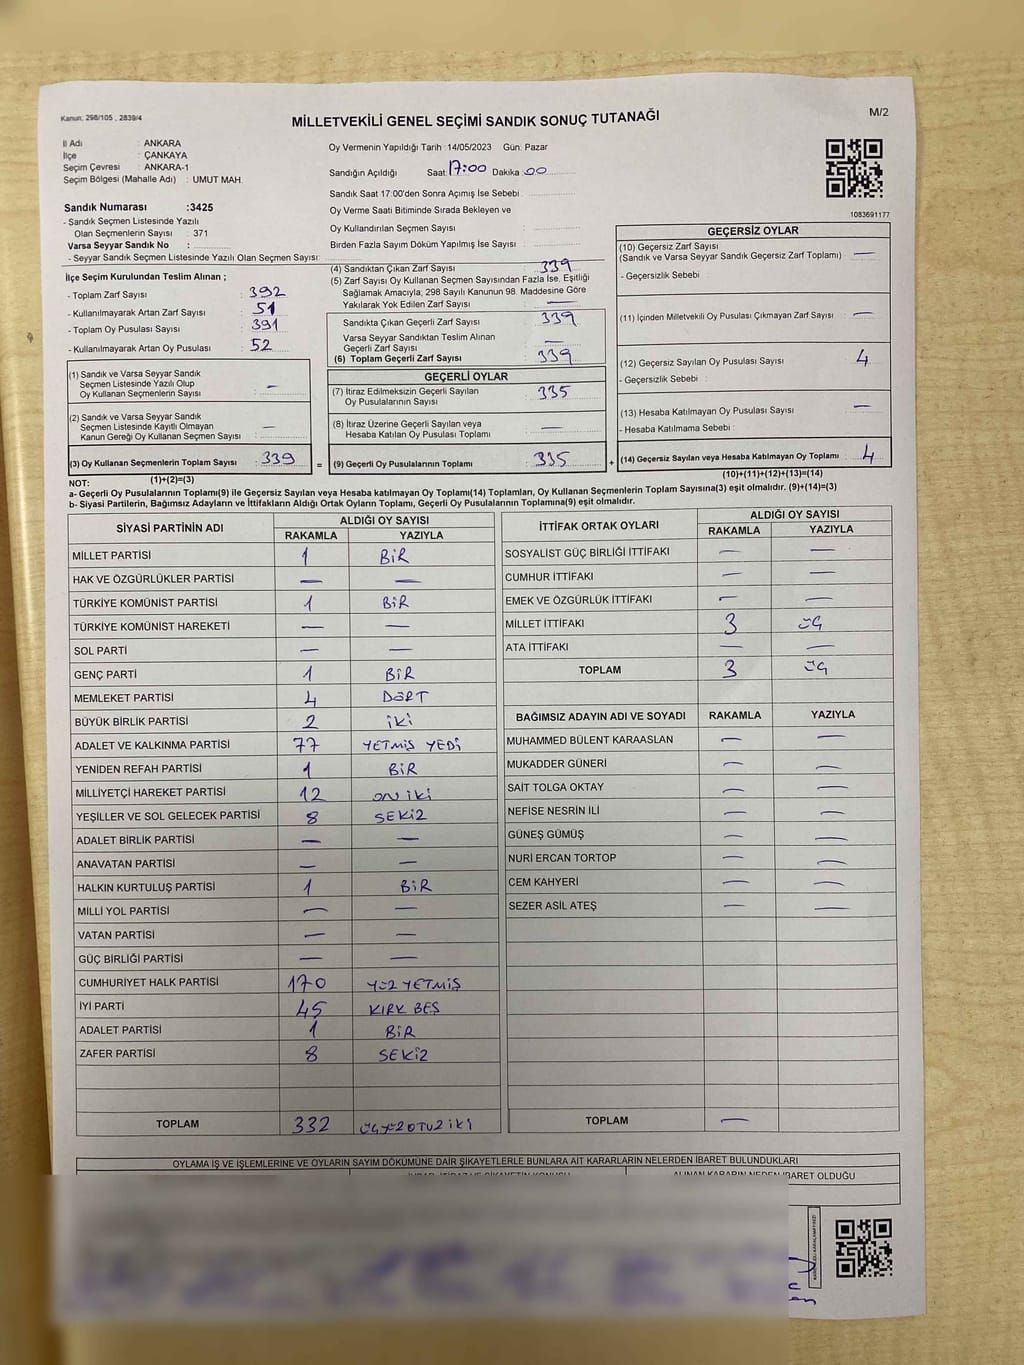 Kanun: 298/105 , 2839/4
MİLLETVEKİLİ GENEL SEÇİMİ SANDIK SONUÇ TUTANAĞI
M/2
İl Adı : ANKARA
İlçe : ÇANKAYA
Seçim Çevresi : ANKARA-1
Seçim Bölgesi (Mahalle Adı) : UMUT MAH.
Sandık Numarası :3425
- Sandık Seçmen Listesinde Yazılı
Olan Seçmenlerin Sayısı : 371
Varsa Seyyar Sandık No :
- Seyyar Sandık Seçmen Listesinde Yazılı Olan Seçmen Sayısı:
Oy Vermenin Yapıldığı Tarih : 14/05/2023 Gün: Pazar
Sandığın Açıldığı Saat: 17:00 Dakika 00
Sandık Saat 17:00'den Sonra Açımış İse Sebebi
Oy Verme Saati Bitiminde Sırada Bekleyen ve
Oy Kullandırılan Seçmen Sayısı :
Birden Fazla Sayım Döküm Yapılmış İse Sayısı :
1083691177
İlçe Seçim Kurulundan Teslim Alınan ;
- Toplam Zarf Sayısı : 392
- Kullanılmayarak Artan Zarf Sayısı : 51
- Toplam Oy Pusulası Sayısı : 391
- Kullanılmayarak Artan Oy Pusulası : 52
(1) Sandık ve Varsa Seyyar Sandık
Seçmen Listesinde Yazılı Olup
Oy Kullanan Seçmenlerin Sayısı : —
(2) Sandık ve Varsa Seyyar Sandık
Seçmen Listesinde Kayıtlı Olmayan
Kanun Gereği Oy Kullanan Seçmen Sayısı : —
(3) Oy Kullanan Seçmenlerin Toplam Sayısı : 339
(1)+(2)=(3)
(4) Sandıktan Çıkan Zarf Sayısı : 339
(5) Zarf Sayısı Oy Kullanan Seçmen Sayısından Fazla İse, Eşitliği
Sağlamak Amacıyla, 298 Sayılı Kanunun 98. Maddesine Göre
Yakılarak Yok Edilen Zarf Sayısı : —
Sandıkta Çıkan Geçerli Zarf Sayısı : 339
Varsa Seyyar Sandıktan Teslim Alınan
Geçerli Zarf Sayısı : —
(6) Toplam Geçerli Zarf Sayısı : 339
GEÇERLİ OYLAR
(7) İtiraz Edilmeksizin Geçerli Sayılan
Oy Pusulalarının Sayısı : 335
(8) İtiraz Üzerine Geçerli Sayılan veya
Hesaba Katılan Oy Pusulası Toplamı : —
= (9) Geçerli Oy Pusulalarının Toplamı : 335
GEÇERSİZ OYLAR
(10) Geçersiz Zarf Sayısı
(Sandık ve Varsa Seyyar Sandık Geçersiz Zarf Toplamı) : —
- Geçersizlik Sebebi :
(11) İçinden Milletvekili Oy Pusulası Çıkmayan Zarf Sayısı : —
(12) Geçersiz Sayılan Oy Pusulası Sayısı : 4
- Geçersizlik Sebebi :
(13) Hesaba Katılmayan Oy Pusulası Sayısı : —
- Hesaba Katılmama Sebebi :
+ (14) Geçersiz Sayılan veya Hesaba Katılmayan Oy Toplamı : 4
(10)+(11)+(12)+(13)=(14)
NOT:
a- Geçerli Oy Pusulalarının Toplamı(9) ile Geçersiz Sayılan veya Hesap katılmayan Oy Toplamı(14) Toplamları, Oy Kullanan Seçmenlerin Toplam Sayısına(3) eşit olmalıdır. (9)+(14)=(3)
b- Siyasi Partilerin, Bağımsız Adayların ve İttifakların Aldığı Ortak Oyların Toplamı, Geçerli Oy Pusulalarının Toplamına(9) eşit olmalıdır.
SİYASİ PARTİNİN ADI ALDIĞI OY SAYISI
RAKAMLA YAZIYLA
MİLLET PARTİSİ 1 BİR
HAK VE ÖZGÜRLÜKLER PARTİSİ — —
TÜRKİYE KOMÜNİST PARTİSİ 1 BİR
TÜRKİYE KOMÜNİST HAREKETİ — —
SOL PARTİ — —
GENÇ PARTİ 1 BİR
MEMLEKET PARTİSİ 4 DÖRT
BÜYÜK BİRLİK PARTİSİ 2 İKİ
ADALET VE KALKINMA PARTİSİ 77 YETMİŞ YEDİ
YENİDEN REFAH PARTİSİ 1 BİR
MİLLİYETÇİ HAREKET PARTİSİ 12 ON İKİ
YEŞİLLER VE SOL GELECEK PARTİSİ 8 SEKİZ
ADALET BİRLİK PARTİSİ — —
ANAVATAN PARTİSİ — —
HALKIN KURTULUŞ PARTİSİ 1 BİR
MİLLİ YOL PARTİSİ — —
VATAN PARTİSİ — —
GÜÇ BİRLİĞİ PARTİSİ — —
CUMHURİYET HALK PARTİSİ 170 YÜZ YETMİŞ
İYİ PARTİ 45 KIRK BEŞ
ADALET PARTİSİ 1 BİR
ZAFER PARTİSİ 8 SEKİZ
TOPLAM 332 ÜÇYÜZOTUZ İKİ
İTTİFAK ORTAK OYLARI ALDIĞI OY SAYISI
RAKAMLA YAZIYLA
SOSYALİST GÜÇ BİRLİĞİ İTTİFAKI — —
CUMHUR İTTİFAKI — —
EMEK VE ÖZGÜRLÜK İTTİFAKI — —
MİLLET İTTİFAKI 3 ÜÇ
ATA İTTİFAKI — —
TOPLAM 3 ÜÇ
BAĞIMSIZ ADAYIN ADI VE SOYADI RAKAMLA YAZIYLA
MUHAMMED BÜLENT KARAASLAN — —
MUKADDER GÜNERİ — —
SAİT TOLGA OKTAY — —
NEFİSE NESRİN İLİ — —
GÜNEŞ GÜMÜŞ — —
NURİ ERCAN TORTOP — —
CEM KAHYERİ — —
SEZER ASİL ATEŞ — —
TOPLAM —
OYLAMA İŞ VE İŞLEMLERİNE VE OYLARIN SAYIM DÖKÜMÜNE DAİR ŞİKAYETLERLE BUNLARA AİT KARARLARIN NELERDEN İBARET BULUNDUKLARI
ALINAN KARARIN NEDEN İBARET OLDUĞU